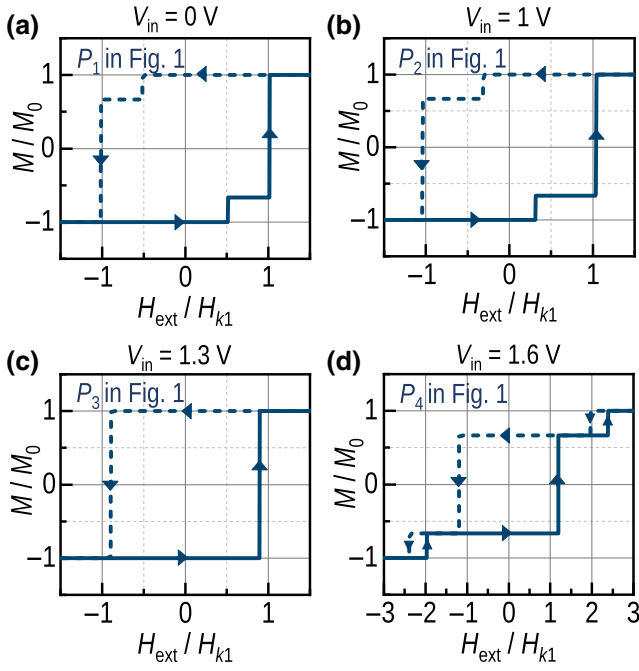 (a)
V_in = 0 V
P_1 in Fig. 1
M / M_0
1
0
−1
−1
0
1
H_ext / H_k1
(b)
V_in = 1 V
P_2 in Fig. 1
M / M_0
1
0
−1
−1
0
1
H_ext / H_k1
(c)
V_in = 1.3 V
P_3 in Fig. 1
M / M_0
1
0
−1
−1
0
1
H_ext / H_k1
(d)
V_in = 1.6 V
P_4 in Fig. 1
M / M_0
1
0
−1
−3 −2 −1 0 1 2 3
H_ext / H_k1